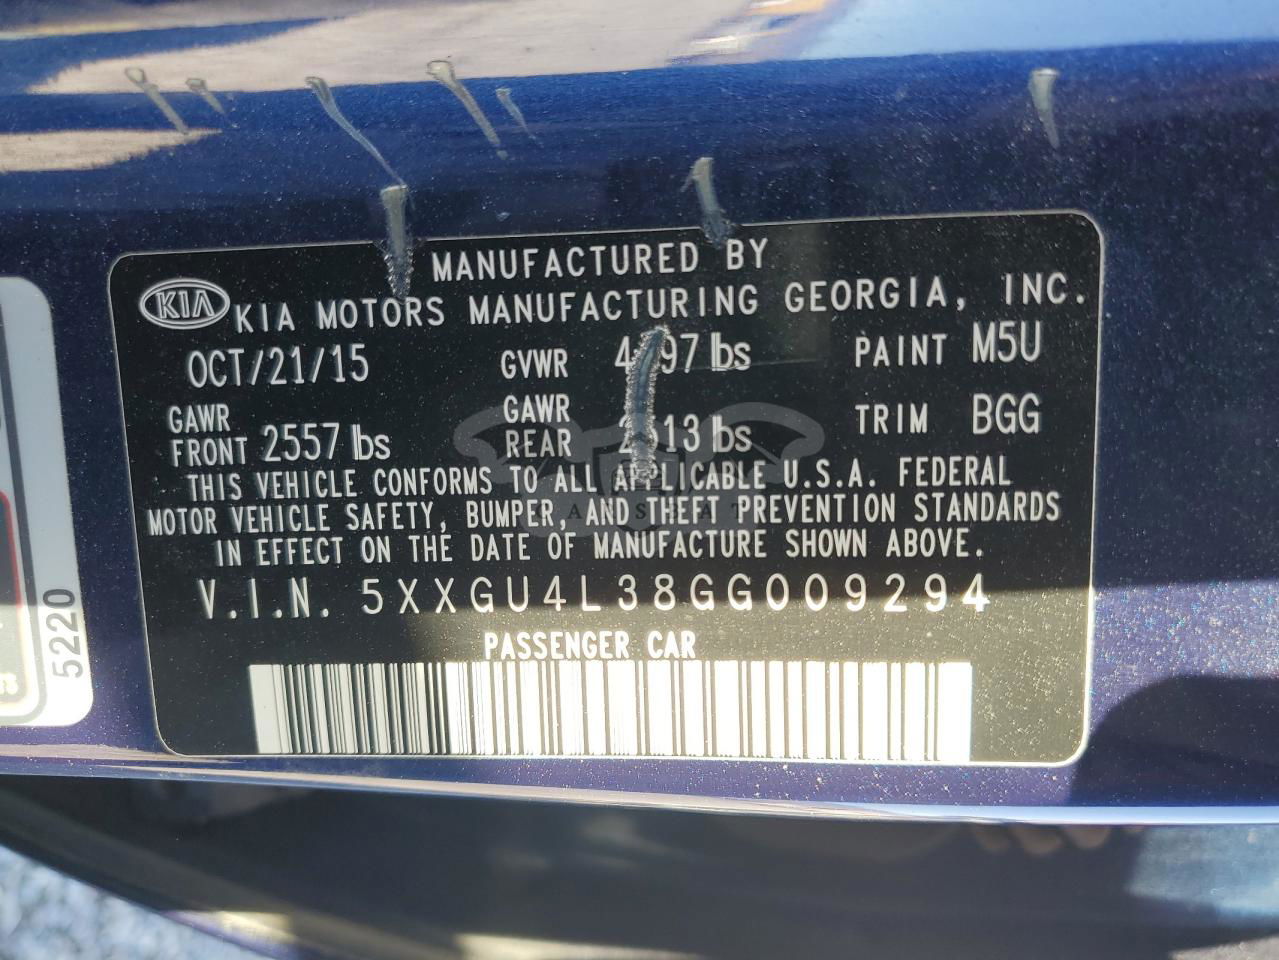 MANUFACTURED BY
KIA KIA MOTORS MANUFACTURING GEORGIA, INC.
OCT/21/15 GVWR lbs PAINT M5U
GAWR FRONT 2557 lbs GAWR REAR lbs TRIM BGG
THIS VEHICLE CONFORMS TO ALL APPLICABLE U.S.A. FEDERAL
MOTOR VEHICLE SAFETY, BUMPER, AND THEFT PREVENTION STANDARDS
IN EFFECT ON THE DATE OF MANUFACTURE SHOWN ABOVE.
V.I.N. 5XXGU4L38GG009294
PASSENGER CAR
5220